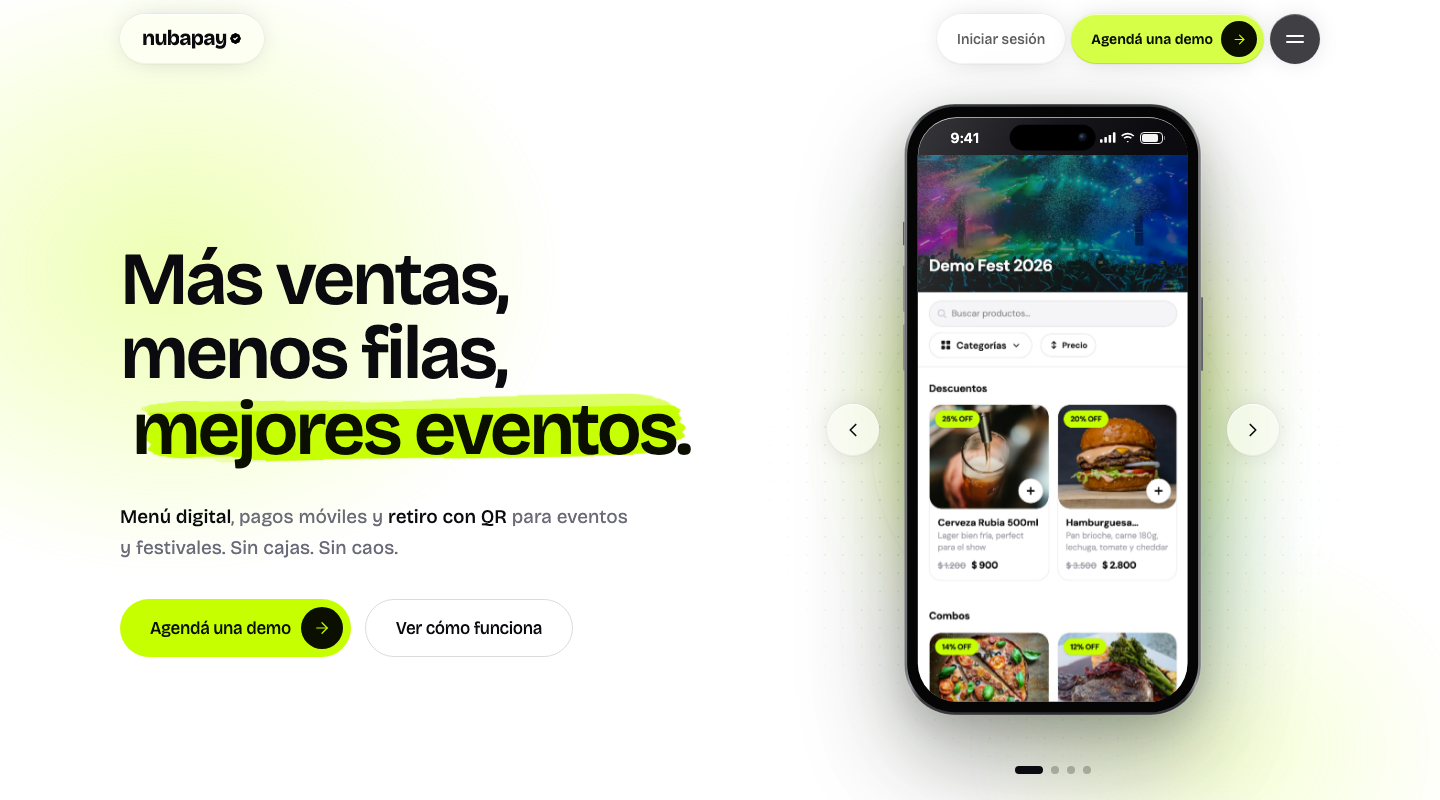 nubapay
Iniciar sesión
Agendá una demo
Más ventas,
menos filas,
mejores eventos.
Menú digital, pagos móviles y retiro con QR para eventos
y festivales. Sin cajas. Sin caos.
Agendá una demo
Ver cómo funciona
9:41
Demo Fest 2026
Buscar productos...
Categorías
Precio
Descuentos
25% OFF
20% OFF
Cerveza Rubia 500ml
Lager bien fría, perfect
para el show
$ 1.200 $ 900
Hamburguesa...
Pan brioche, carne 180g,
lechuga, tomate y cheddar
$ 3.500 $ 2.800
Combos
14% OFF
12% OFF